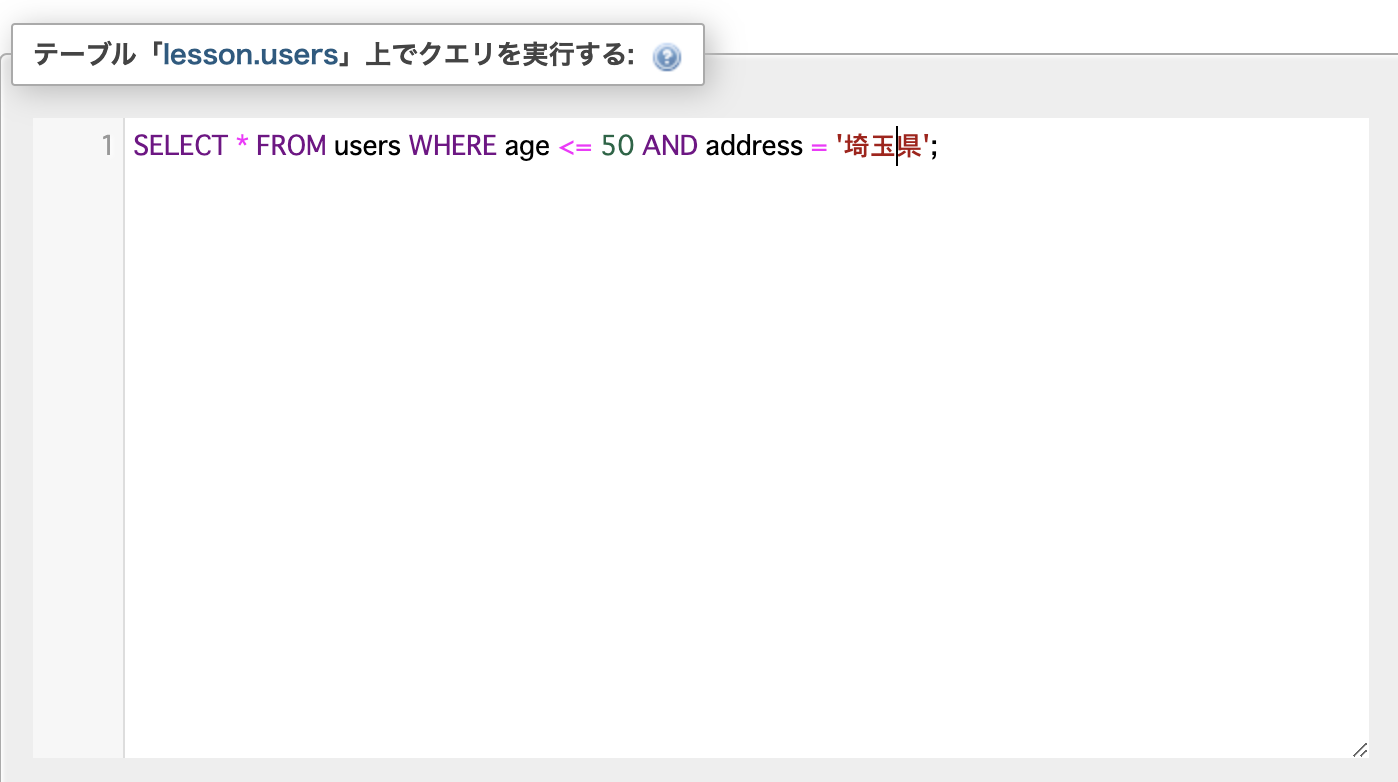 テーブル「lesson.users」上でクエリを実行する:
1 SELECT * FROM users WHERE age <= 50 AND address = '埼玉県';